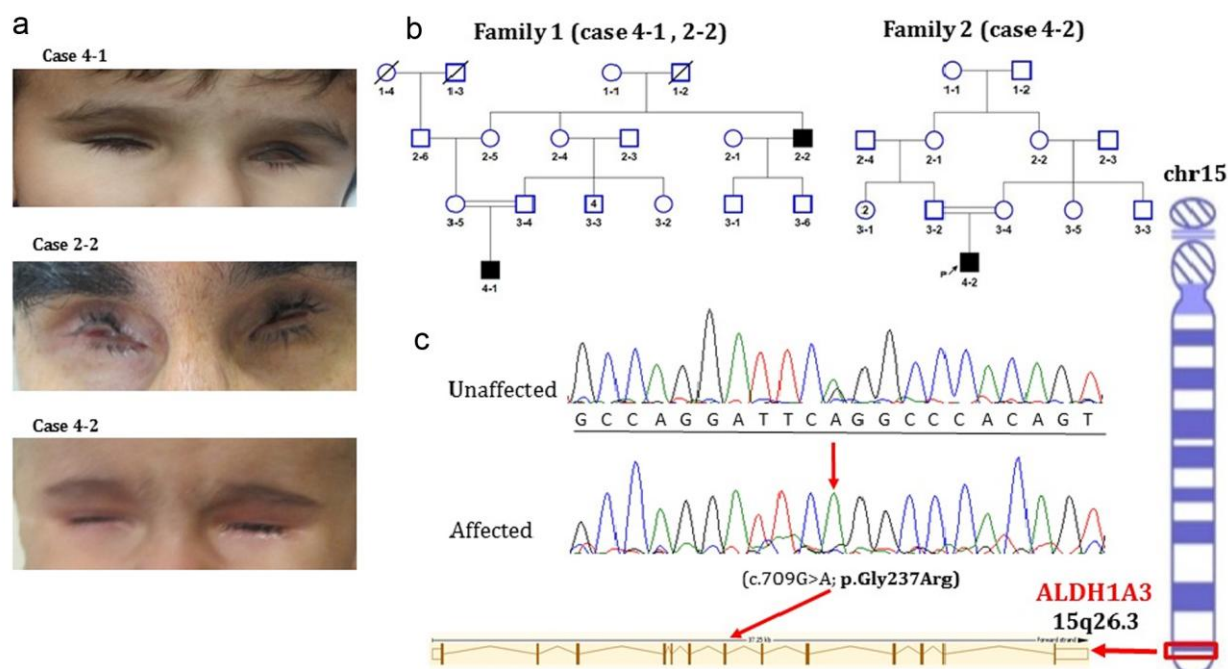 a
Case 4-1
Case 2-2
Case 4-2
b
Family 1 (case 4-1 , 2-2)
1-4
1-3
1-1
1-2
2-6
2-5
2-4
2-3
2-1
2-2
3-5
3-4
4
3-3
3-2
3-1
3-6
4-1
Family 2 (case 4-2)
1-1
1-2
2-4
2-1
2-2
2-3
2
3-1
3-2
3-4
3-5
3-3
P
4-2
chr15
c
Unaffected
G C C A G G A T T C A G G C C C A C A G T
Affected
(c.709G>A; p.Gly237Arg)
ALDH1A3
15q26.3
Forward strand